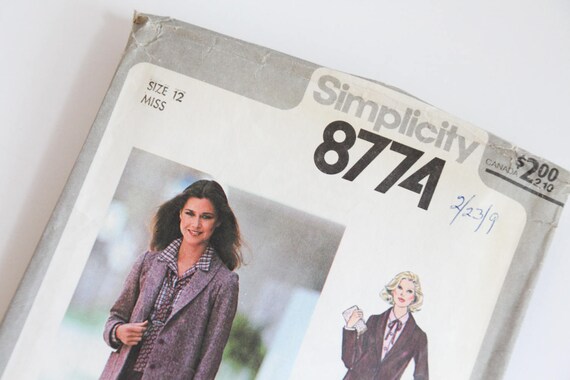 SIZE 12
MISS
Simplicity
8774
$2.00
CANADA 2.10
2/23/9